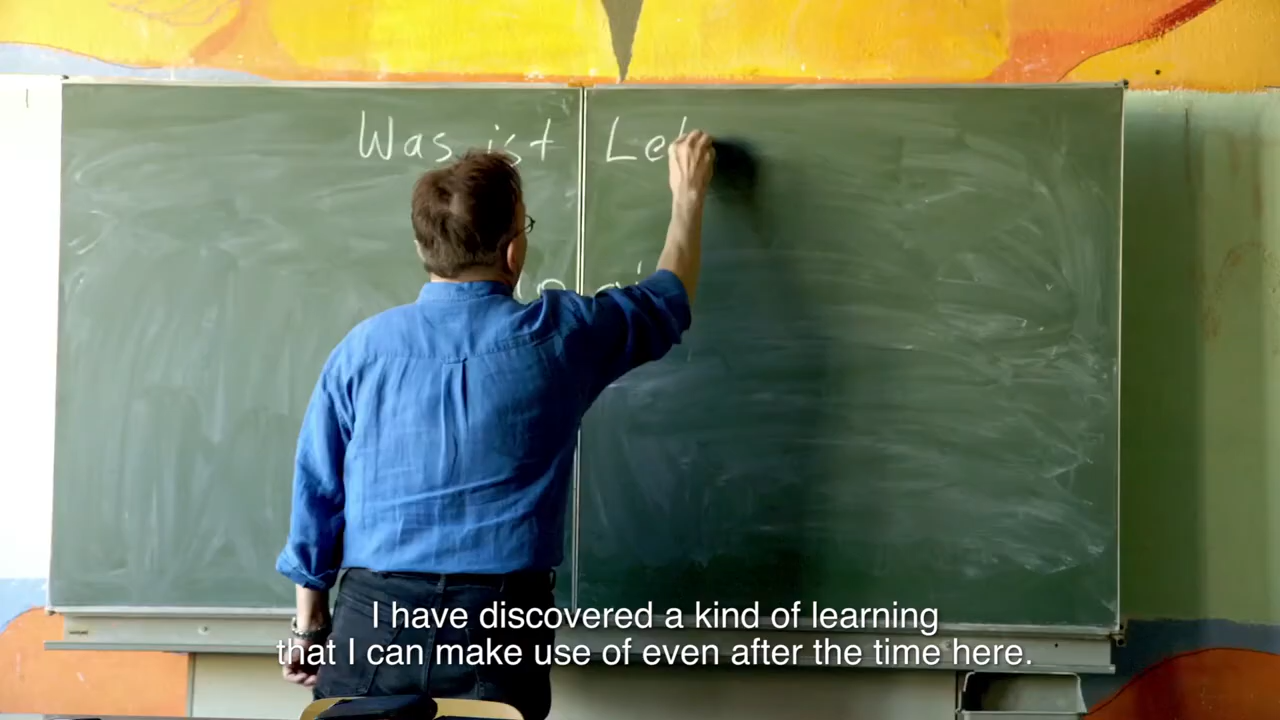 Was ist Le
I have discovered a kind of learning
that I can make use of even after the time here.